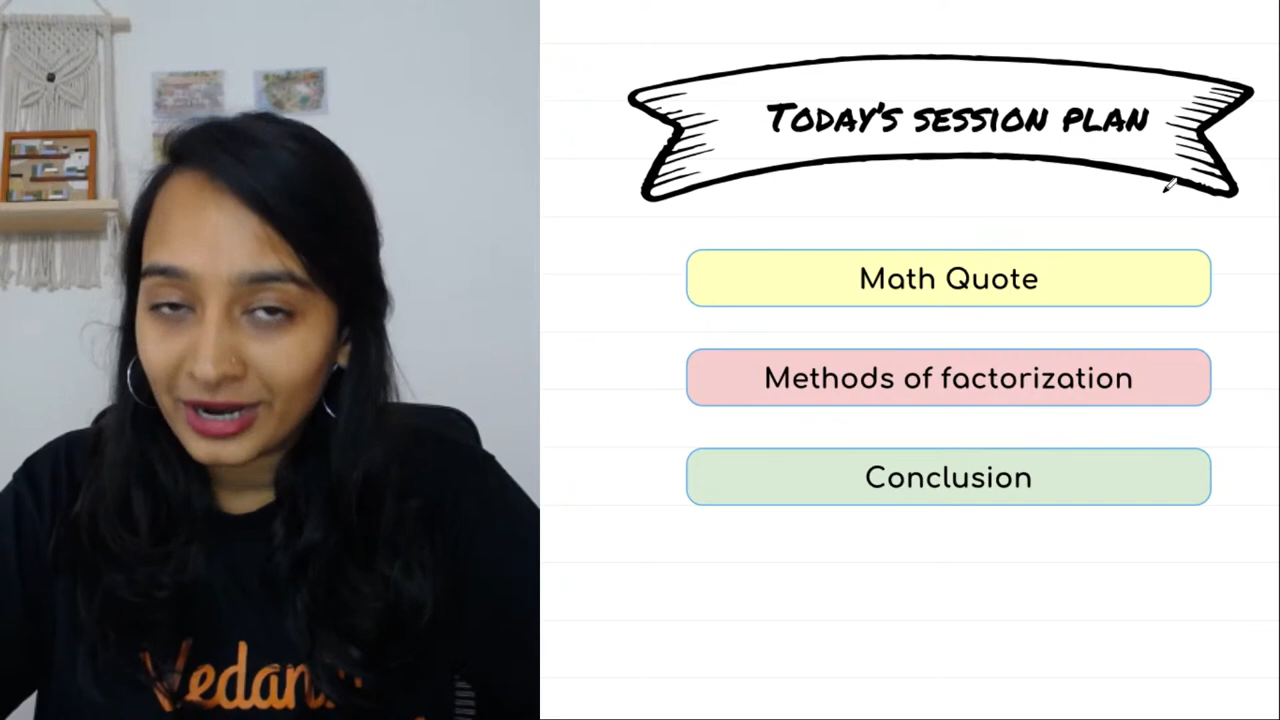 TODAY'S SESSION PLAN
Math Quote
Methods of factorization
Conclusion